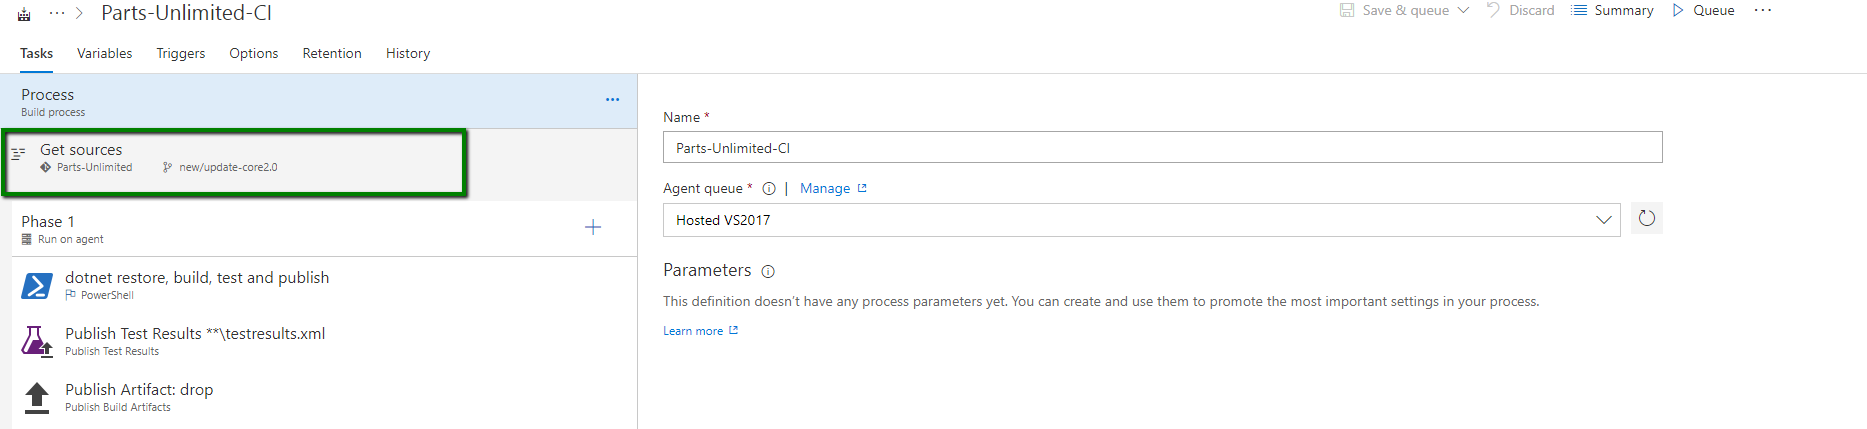 ··· > Parts-Unlimited-CI
Save & queue Discard Summary Queue ···
Tasks Variables Triggers Options Retention History
Process
Build process
···
Get sources
Parts-Unlimited new/update-core2.0
Phase 1
Run on agent
dotnet restore, build, test and publish
PowerShell
Publish Test Results **\testresults.xml
Publish Test Results
Publish Artifact: drop
Publish Build Artifacts
Name *
Parts-Unlimited-CI
Agent queue * | Manage
Hosted VS2017
Parameters
This definition doesn't have any process parameters yet. You can create and use them to promote the most important settings in your process.
Learn more